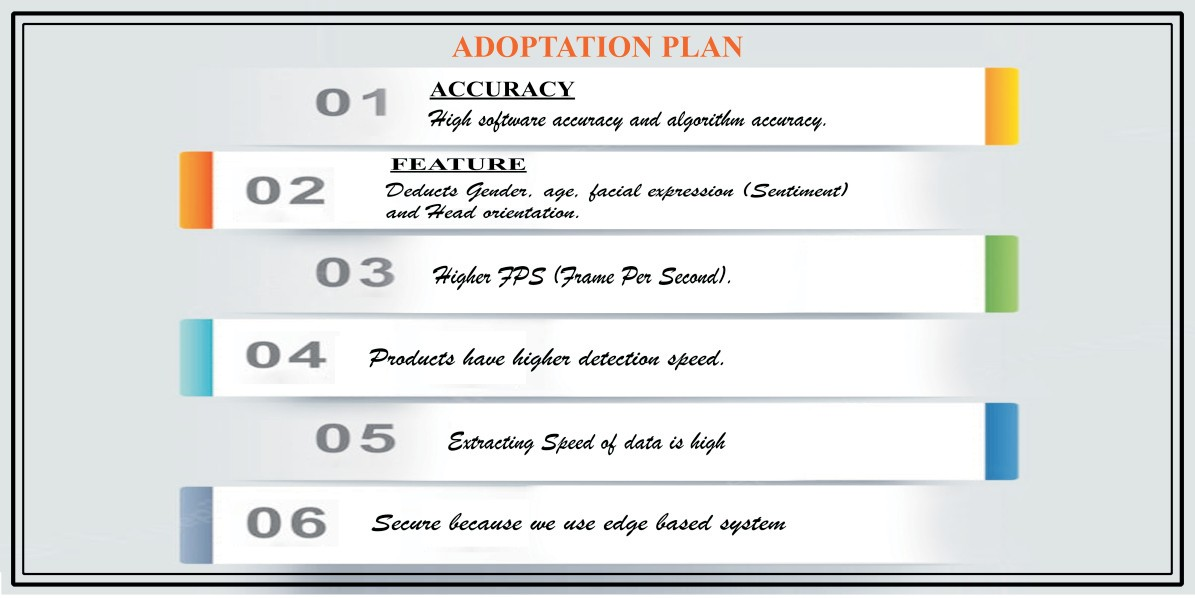 ADOPTATION PLAN
01
ACCURACY
High software accuracy and algorithm accuracy.
02
FEATURE
Deducts Gender, age, facial expression (Sentiment)
and Head orientation.
03
Higher FPS (Frame Per Second).
04
Products have higher detection speed.
05
Extracting Speed of data is high
06
Secure because we use edge based system